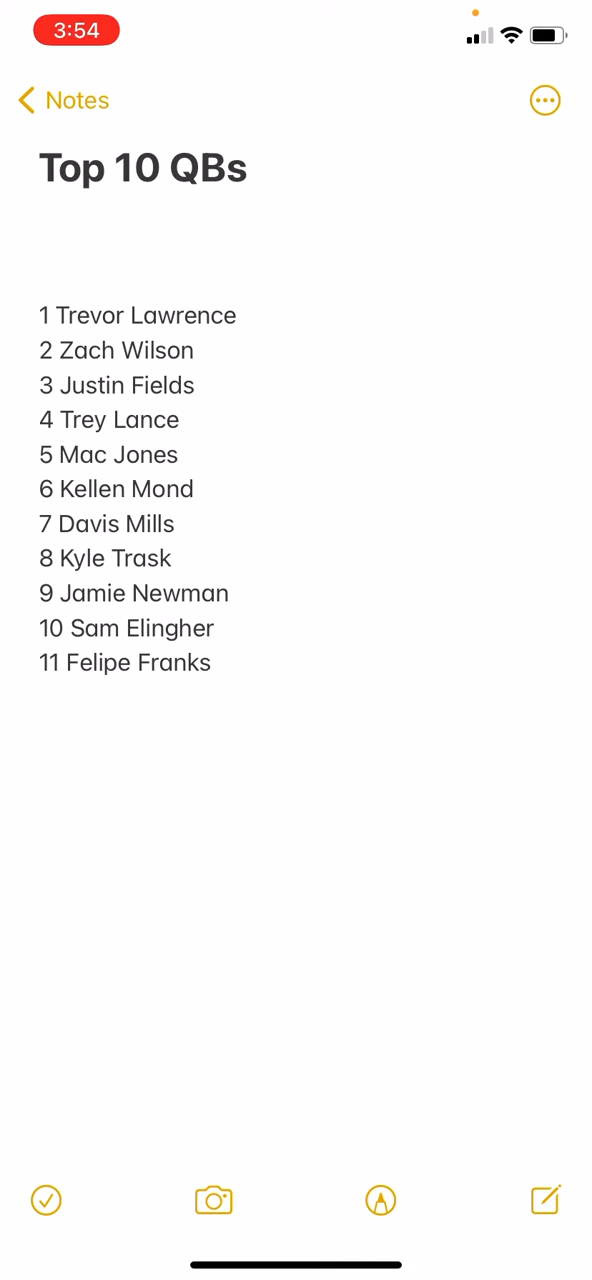 3:54
Notes
Top 10 QBs
1 Trevor Lawrence
2 Zach Wilson
3 Justin Fields
4 Trey Lance
5 Mac Jones
6 Kellen Mond
7 Davis Mills
8 Kyle Trask
9 Jamie Newman
10 Sam Elingher
11 Felipe Franks